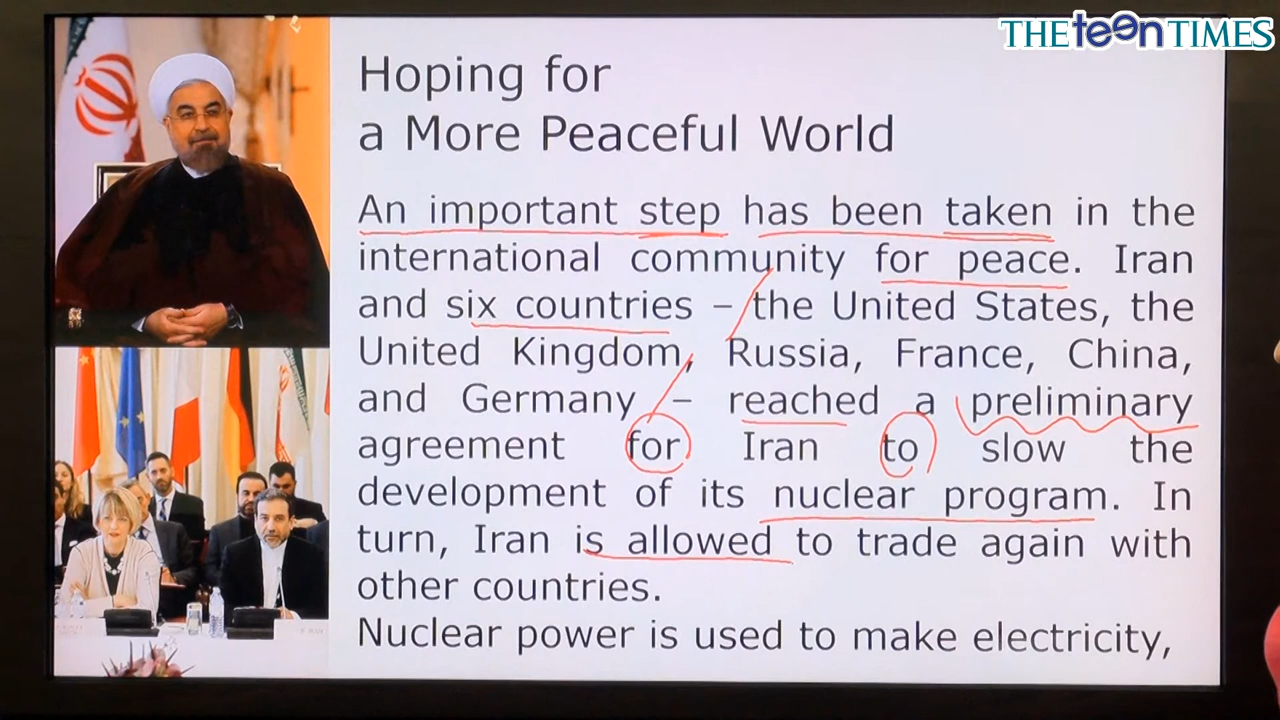 THE teen TIMES
Hoping for
a More Peaceful World
An important step has been taken in the
international community for peace. Iran
and six countries – the United States, the
United Kingdom, Russia, France, China,
and Germany – reached a preliminary
agreement for Iran to slow the
development of its nuclear program. In
turn, Iran is allowed to trade again with
other countries.
Nuclear power is used to make electricity,